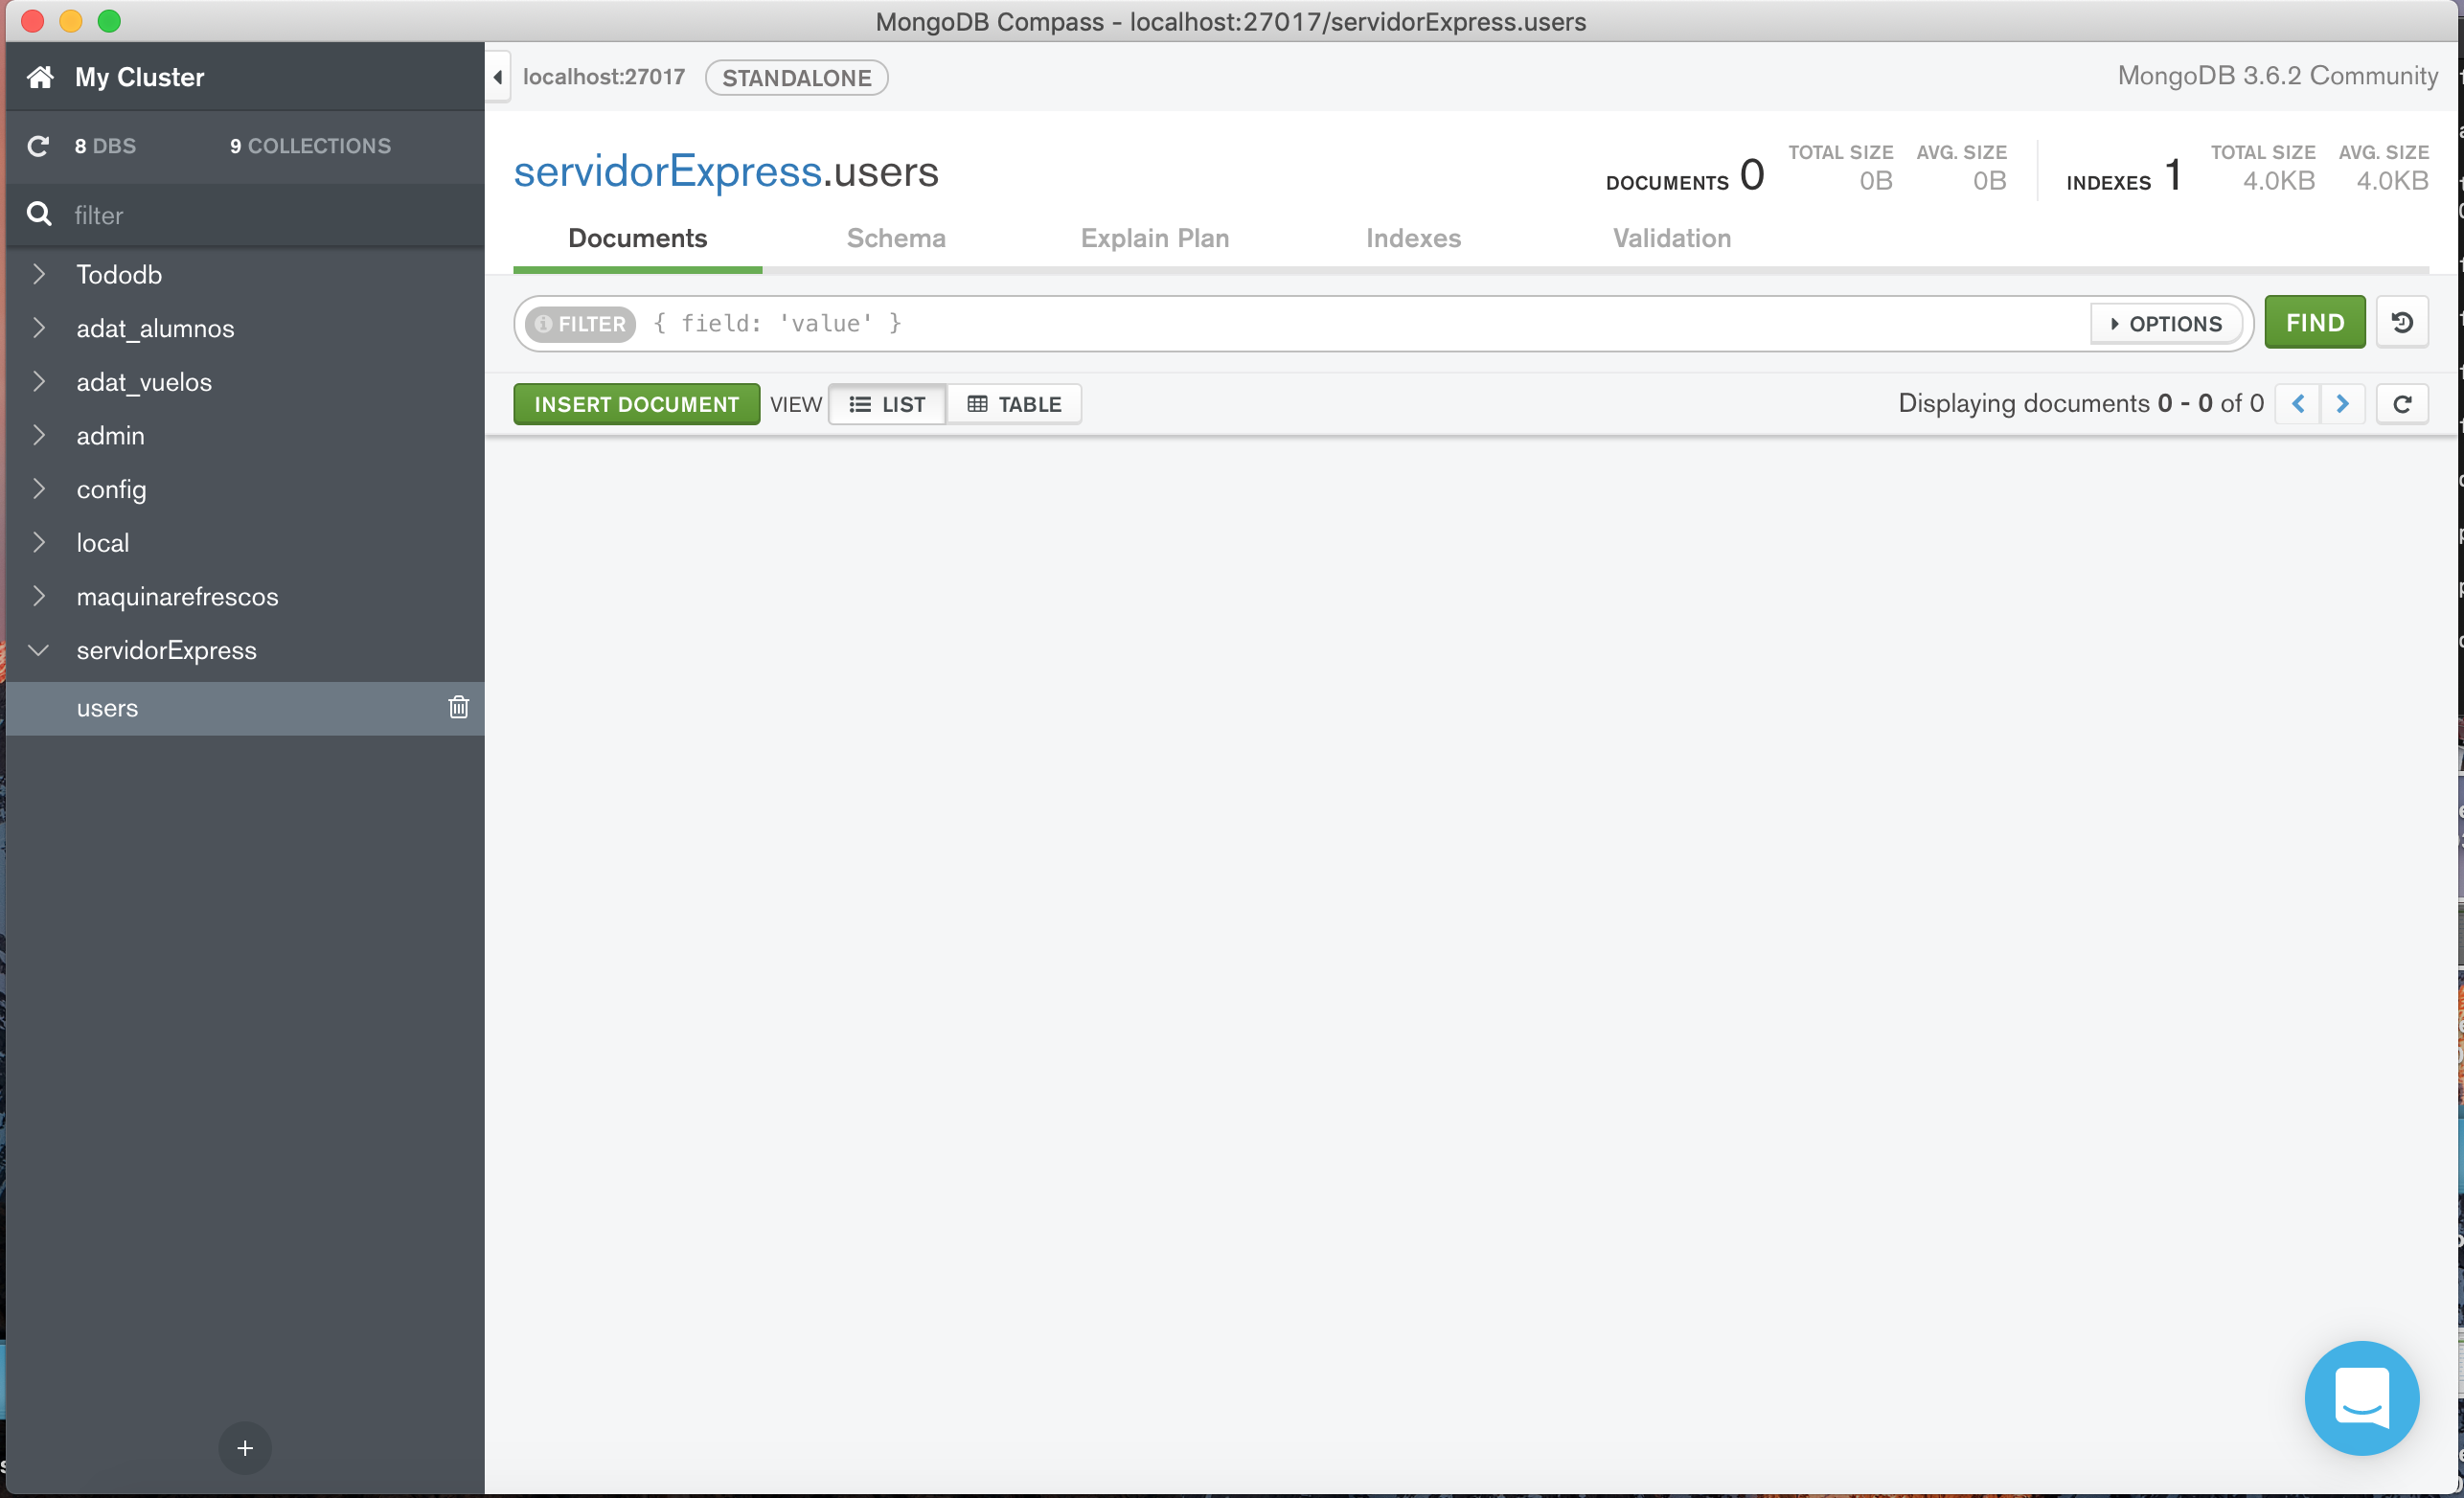 MongoDB Compass - localhost:27017/servidorExpress.users
My Cluster
localhost:27017 STANDALONE
MongoDB 3.6.2 Community
8 DBS 9 COLLECTIONS
filter
Tododb
adat_alumnos
adat_vuelos
admin
config
local
maquinarefrescos
servidorExpress
users
servidorExpress.users
DOCUMENTS 0
TOTAL SIZE
0B
AVG. SIZE
0B
INDEXES 1
TOTAL SIZE
4.0KB
AVG. SIZE
4.0KB
Documents Schema Explain Plan Indexes Validation
FILTER { field: 'value' } OPTIONS FIND
INSERT DOCUMENT VIEW LIST TABLE Displaying documents 0 - 0 of 0